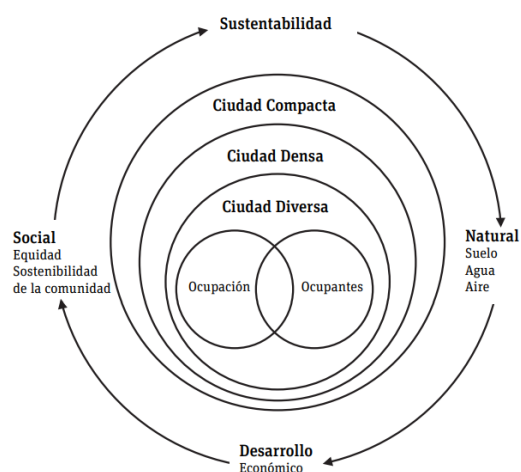 Sustentabilidad
Ciudad Compacta
Ciudad Densa
Ciudad Diversa
Social
Equidad
Sostenibilidad
de la comunidad
Ocupación
Ocupantes
Natural
Suelo
Agua
Aire
Desarrollo
Económico